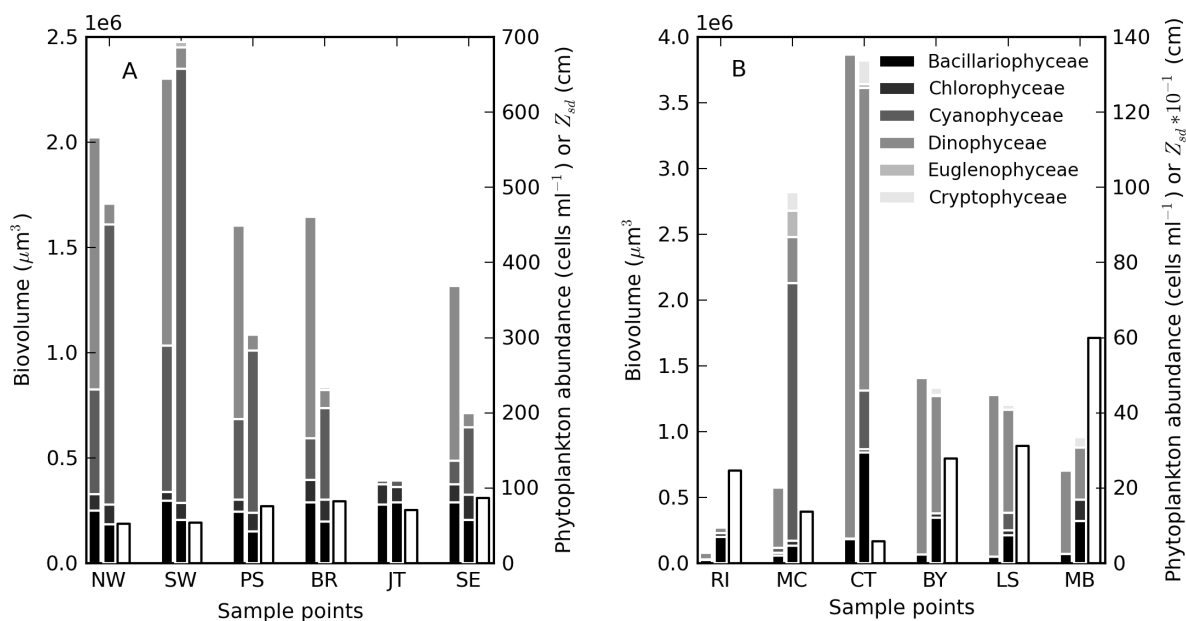 1e6
2.5
2.0
1.5
1.0
0.5
0.0
Biovolume (μm³)
A
700
600
500
400
300
200
100
0
Phytoplankton abundance (cells ml⁻¹) or Z_sd (cm)
NW SW PS BR JT SE
Sample points
1e6
4.0
3.5
3.0
2.5
2.0
1.5
1.0
0.5
0.0
Biovolume (μm³
B
Bacillariophyceae
Chlorophyceae
Cyanophyceae
Dinophyceae
Euglenophyceae
Cryptophyceae
140
120
100
80
60
40
20
0
Phytoplankton abundance (cells ml⁻¹) or Z_sd*10⁻¹ (cm)
RI MC CT BY LS MB
Sample points